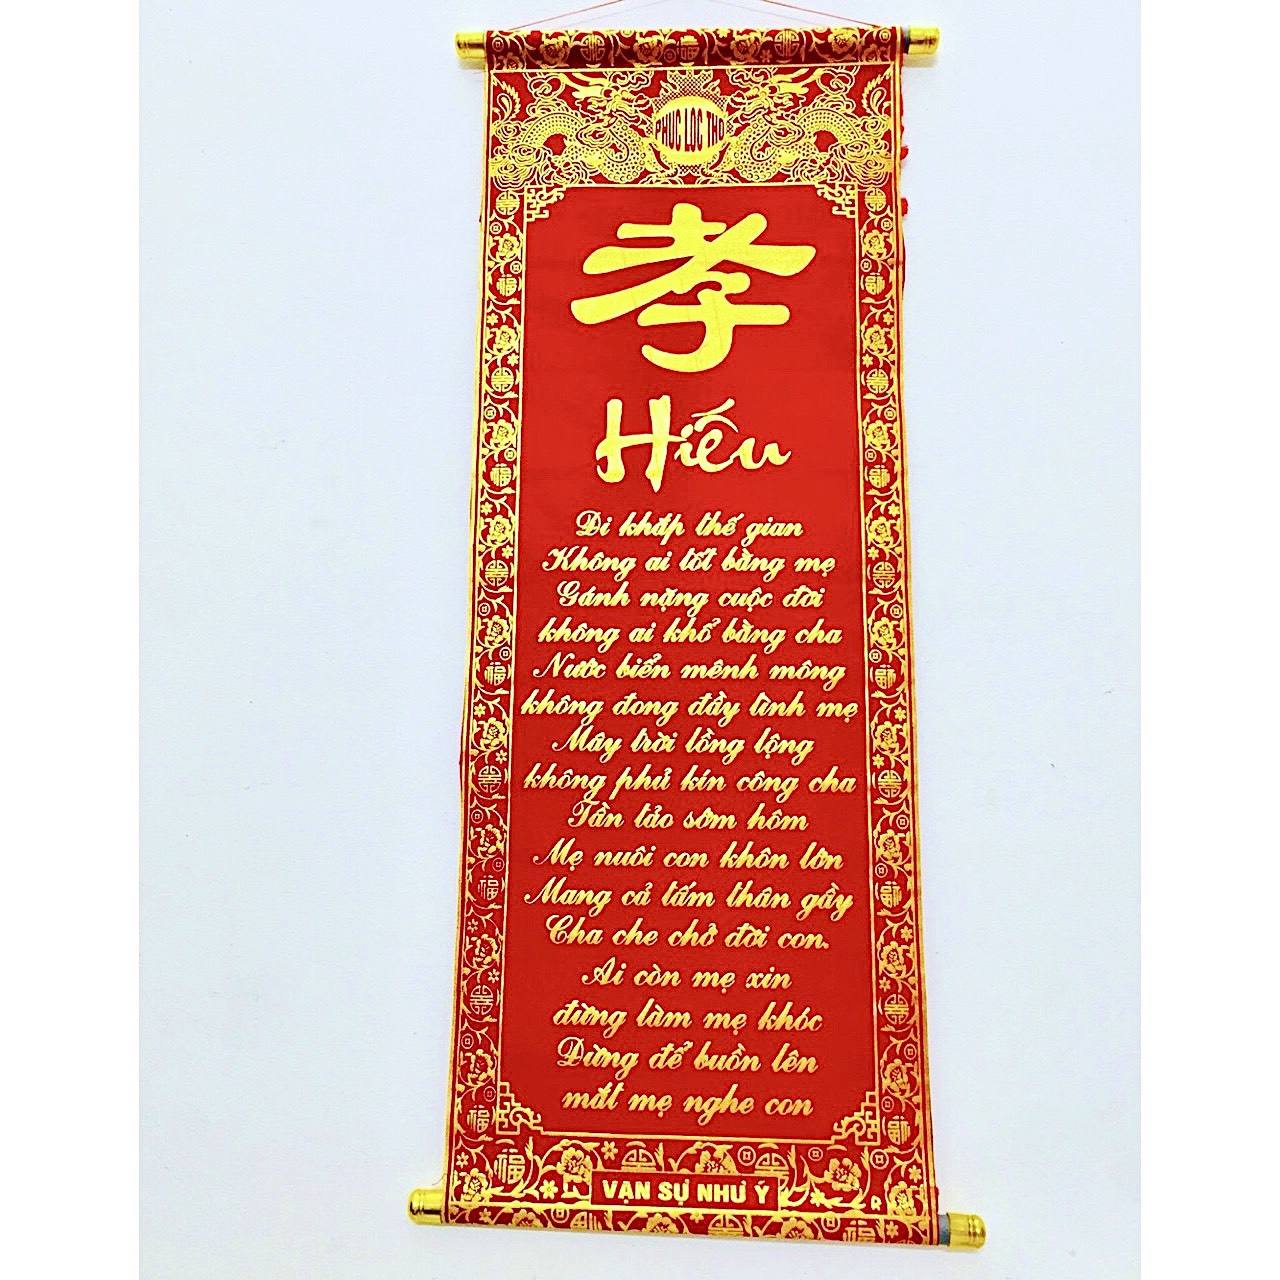 PHÚC LỘC THỌ
孝
Hiếu
Đi khắp thế gian
Không ai tốt bằng mẹ
Gánh nặng cuộc đời
không ai khổ bằng cha
Nước biển mênh mông
không đong đầy tình mẹ
Mây trời lồng lộng
không phủ kín công cha
Tần tảo sớm hôm
Mẹ nuôi con khôn lớn
Mang cả tấm thân gầy
Cha che chở đời con.
Ai còn mẹ xin
đừng làm mẹ khóc
Đừng để buồn lên
mắt mẹ nghe con
VẠN SỰ NHƯ Ý